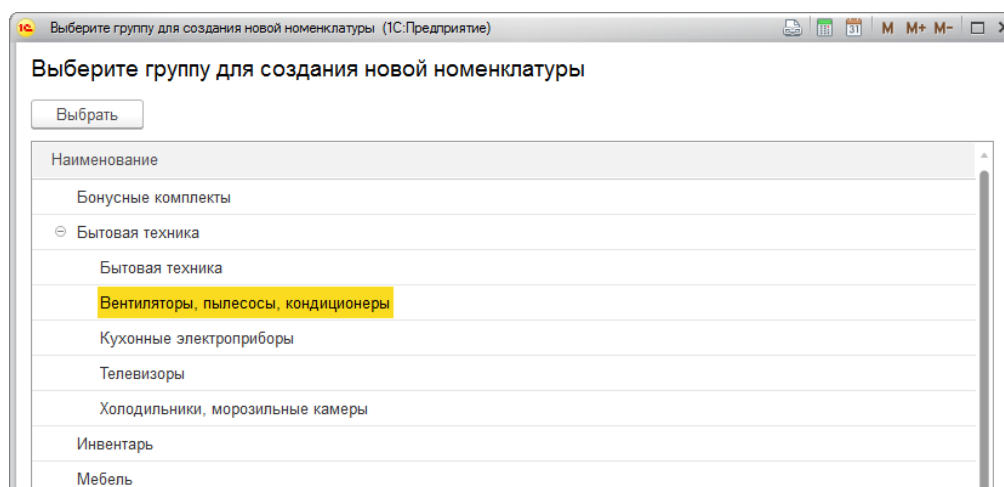 1С Выберите группу для создания новой номенклатуры (1С:Предприятие) 31 M M+ M-
Выберите группу для создания новой номенклатуры
Выбрать
Наименование
Бонусные комплекты
Бытовая техника
Бытовая техника
Вентиляторы, пылесосы, кондиционеры
Кухонные электроприборы
Телевизоры
Холодильники, морозильные камеры
Инвентарь
Мебель